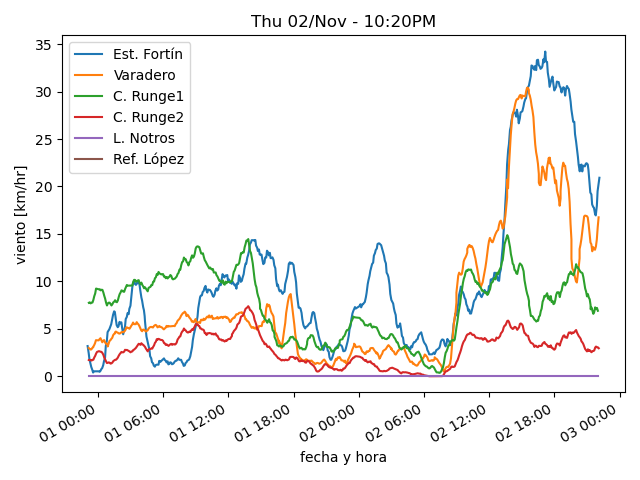 Thu 02/Nov - 10:20PM
35
30
25
20
15
10
5
0
viento [km/hr]
Est. Fortín
Varadero
C. Runge1
C. Runge2
L. Notros
Ref. López
01 00:00
01 06:00
01 12:00
01 18:00
02 00:00
02 06:00
02 12:00
02 18:00
03 00:00
fecha y hora